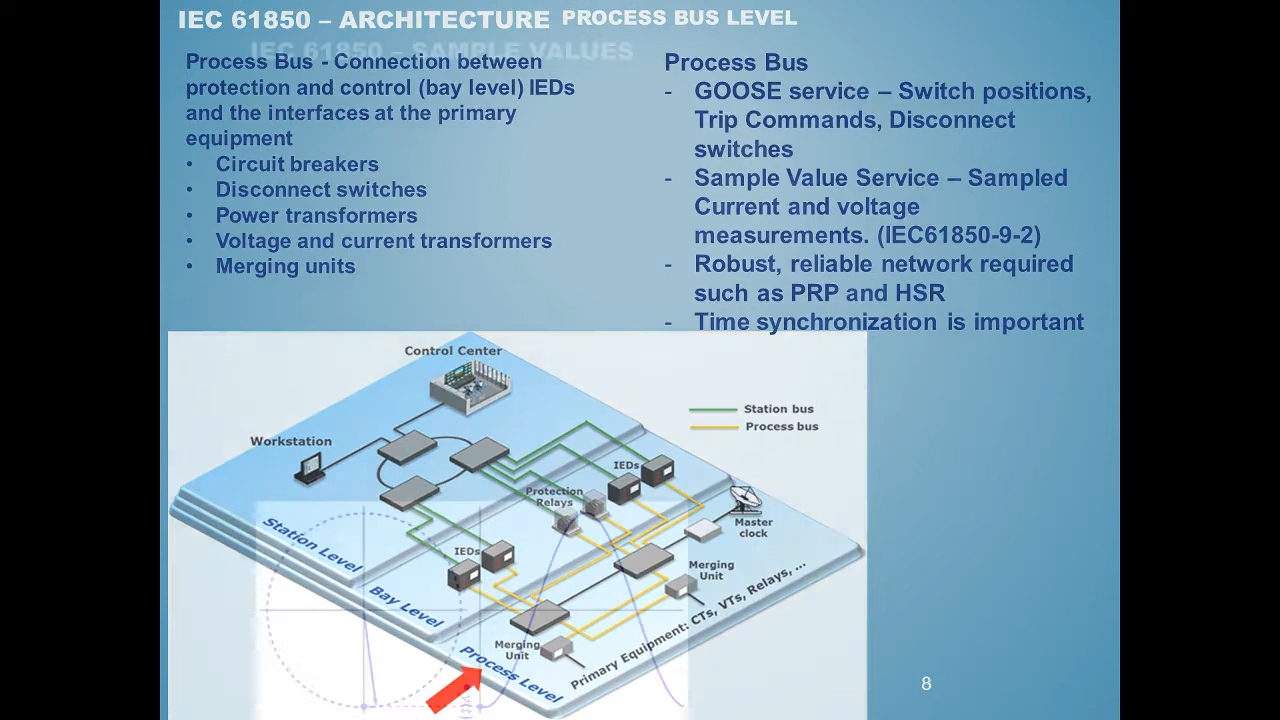 IEC 61850 – ARCHITECTURE PROCESS BUS LEVEL
IEC 61850 – SAMPLE VALUES
Process Bus - Connection between
protection and control (bay level) IEDs
and the interfaces at the primary
equipment
• Circuit breakers
• Disconnect switches
• Power transformers
• Voltage and current transformers
• Merging units
Process Bus
- GOOSE service – Switch positions,
Trip Commands, Disconnect
switches
- Sample Value Service – Sampled
Current and voltage
measurements. (IEC61850-9-2)
- Robust, reliable network required
such as PRP and HSR
- Time synchronization is important
Control Center
Station bus
Process bus
Workstation
IEDs
Protection
Relays
Master
clock
Station Level
IEDs
Merging
Unit
Bay Level
Merging
Unit
Primary Equipment: CTs, VTs, Relays, ...
Process Level
8